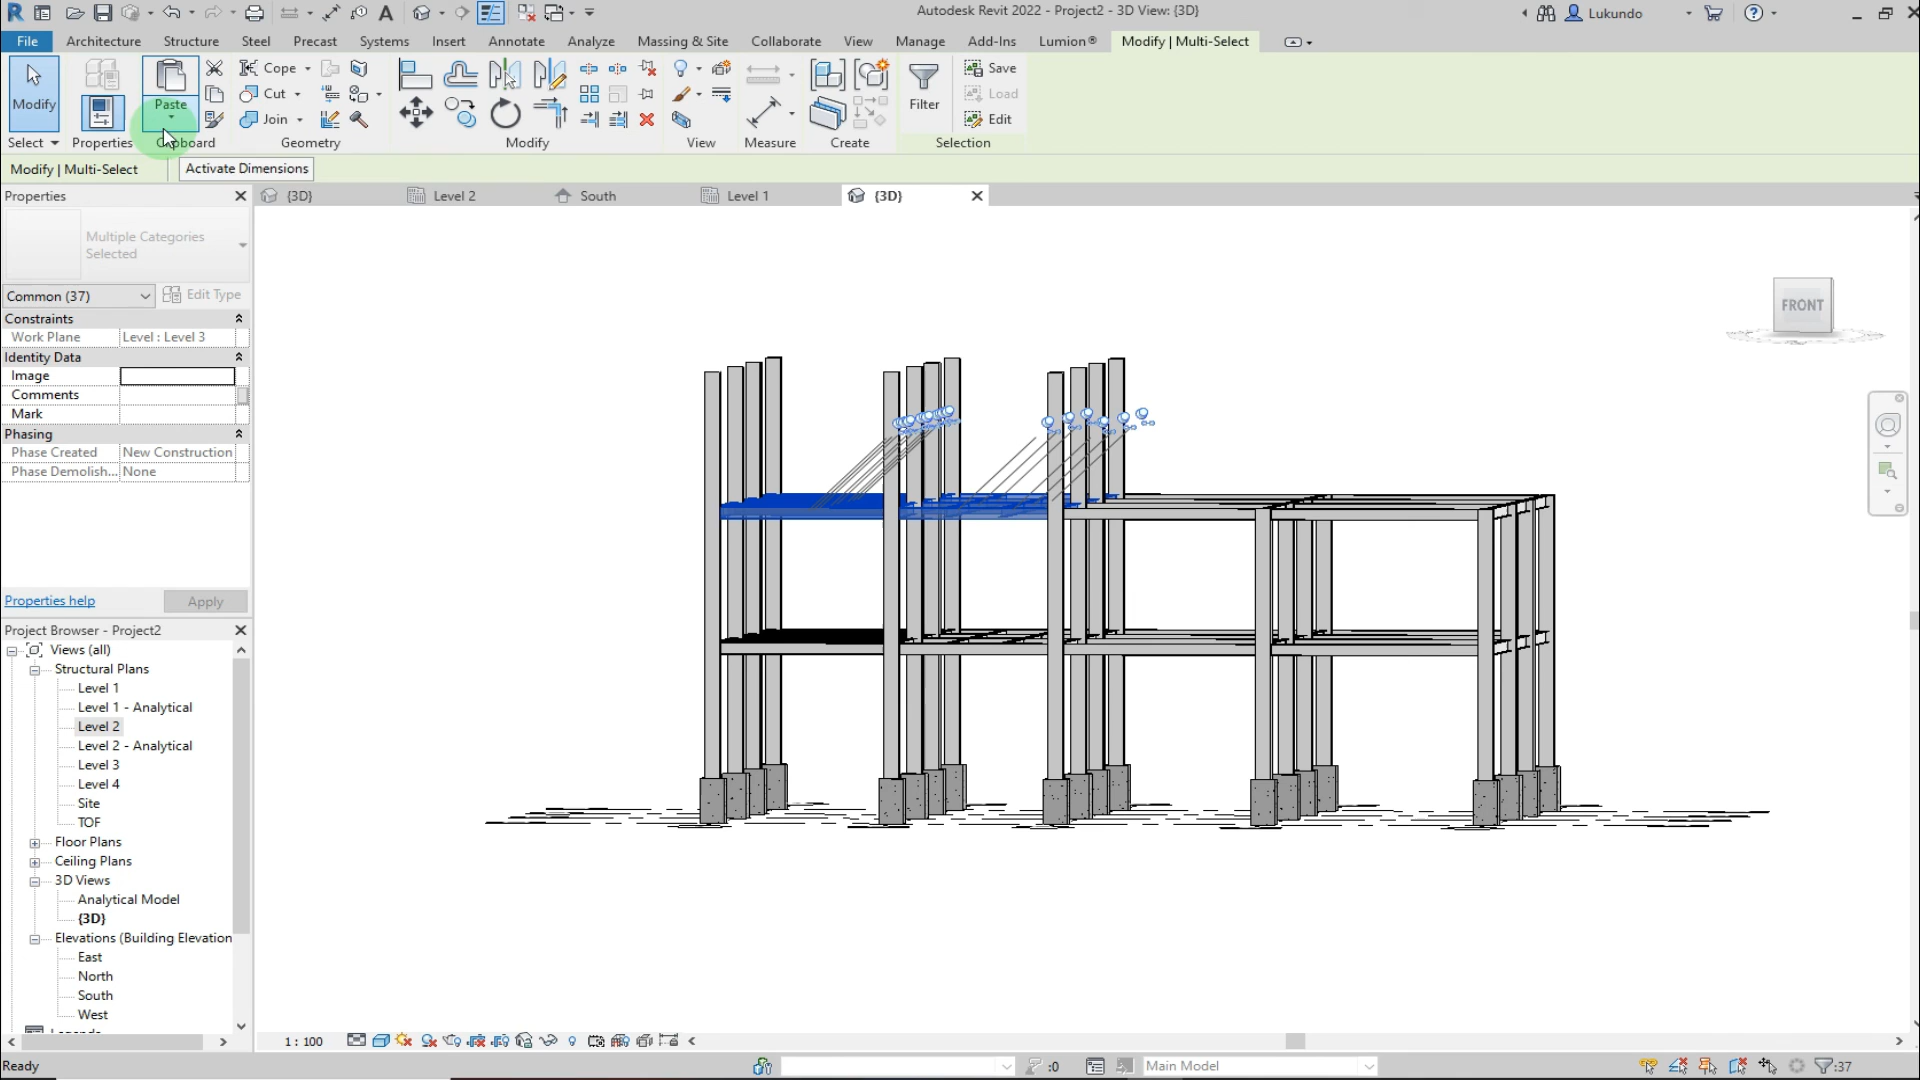 Autodesk Revit 2022 - Project2 - 3D View: {3D}
Lukundo
File Architecture Structure Steel Precast Systems Insert Annotate Analyze Massing & Site Collaborate View Manage Add-Ins Lumion® Modify | Multi-Select
Modify
Paste
Cope
Cut
Join
Filter
Save
Load
Edit
Select Properties Clipboard Geometry Modify View Measure Create Selection
Modify | Multi-Select Activate Dimensions
Properties
{3D} Level 2 South Level 1 {3D}
Multiple Categories
Selected
Common (37) Edit Type
Constraints
Work Plane Level : Level 3
Identity Data
Image
Comments
Mark
Phasing
Phase Created New Construction
Phase Demolish... None
FRONT
Properties help Apply
Project Browser - Project2
Views (all)
Structural Plans
Level 1
Level 1 - Analytical
Level 2
Level 2 - Analytical
Level 3
Level 4
Site
TOF
Floor Plans
Ceiling Plans
3D Views
Analytical Model
{3D}
Elevations (Building Elevation
East
North
South
West
1 : 100
Ready :0 Main Model :37